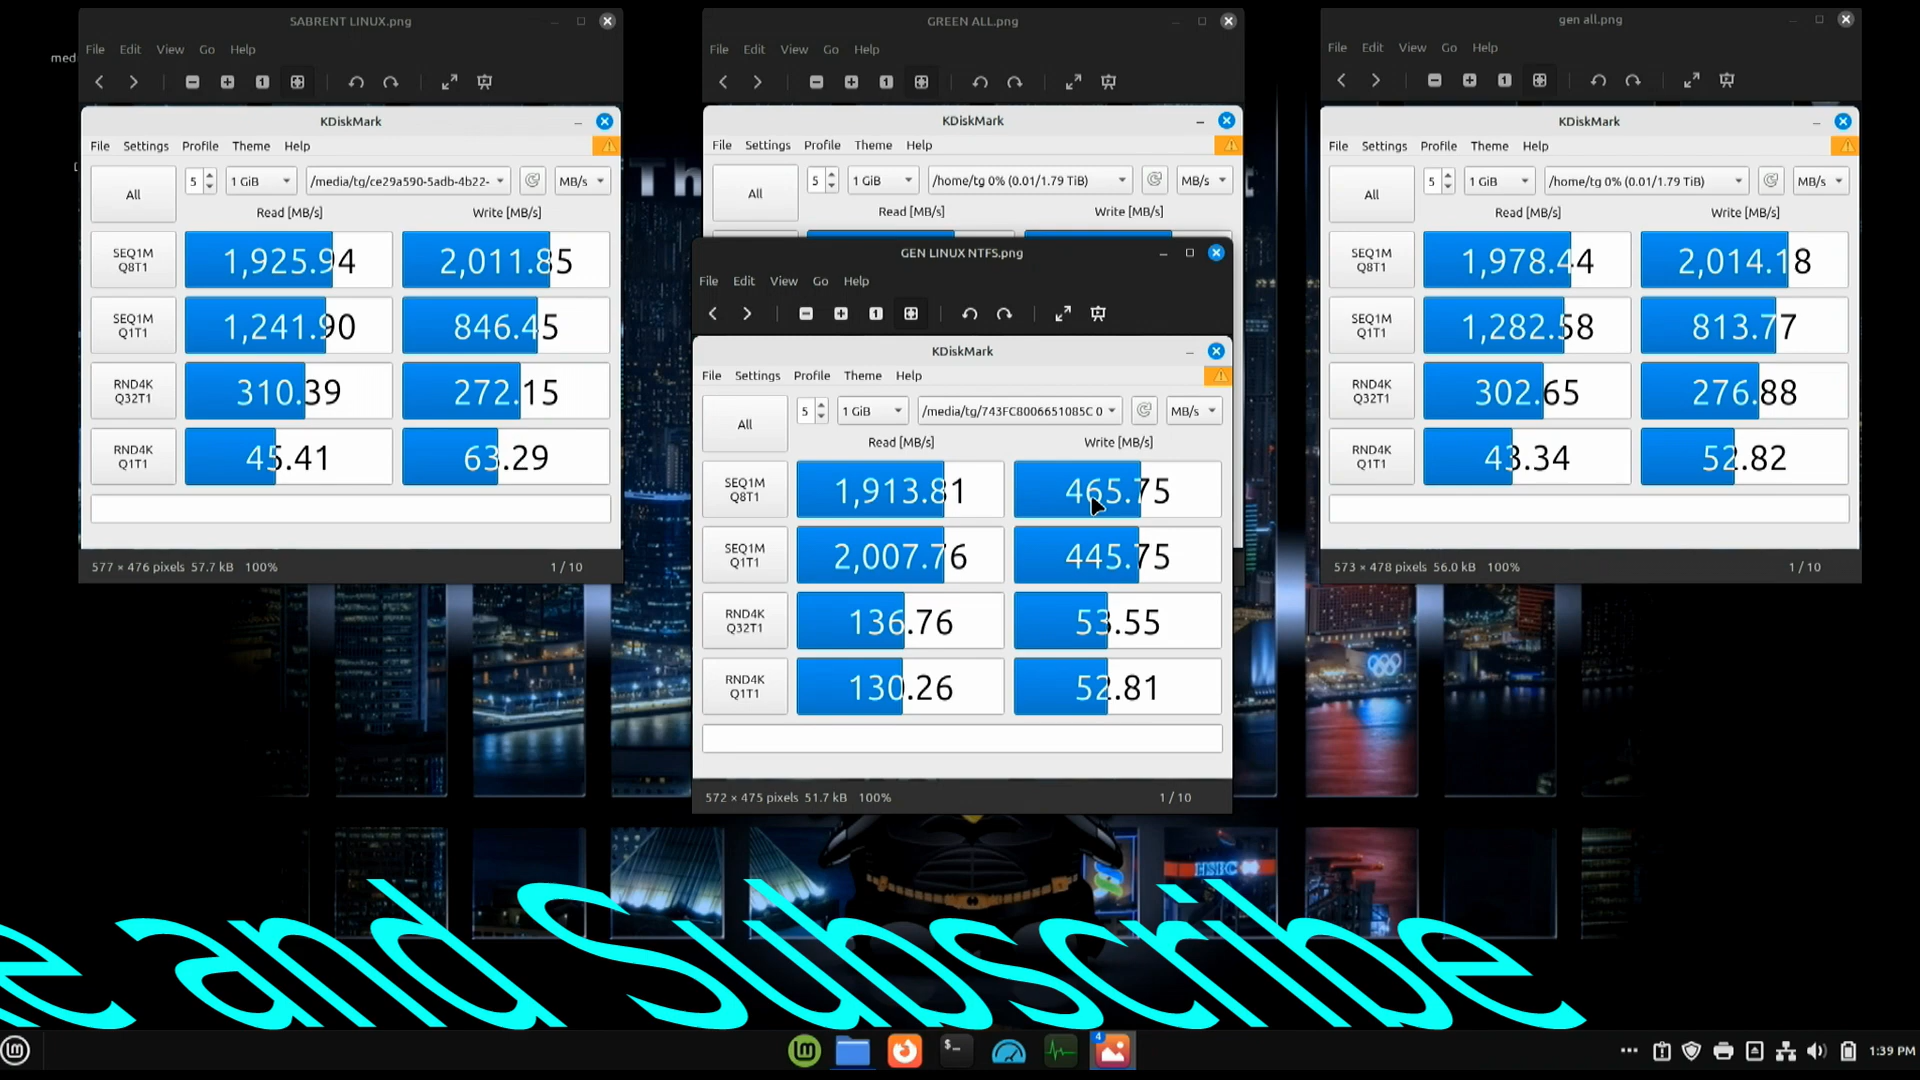 SABRENT LINUX.png
File Edit View Go Help
KDiskMark
File Settings Profile Theme Help
All
5
1 GiB
/media/tg/ce29a590-5adb-4b22-
MB/s
Read [MB/s]
Write [MB/s]
SEQ1M
Q8T1
1,925.94
2,011.85
SEQ1M
Q1T1
1,241.90
846.45
RND4K
Q32T1
310.39
272.15
RND4K
Q1T1
45.41
63.29
577 × 476 pixels 57.7 kB 100%
1 / 10
GREEN ALL.png
File Edit View Go Help
KDiskMark
File Settings Profile Theme Help
All
5
1 GiB
/home/tg 0% (0.01/1.79 TiB)
MB/s
Read [MB/s]
Write [MB/s]
GEN LINUX NTFS.png
File Edit View Go Help
KDiskMark
File Settings Profile Theme Help
All
5
1 GiB
/media/tg/743FC8006651085C 0
MB/s
Read [MB/s]
Write [MB/s]
SEQ1M
Q8T1
1,913.81
465.75
SEQ1M
Q1T1
2,007.76
445.75
RND4K
Q32T1
136.76
53.55
RND4K
Q1T1
130.26
52.81
572 × 475 pixels 51.7 kB 100%
1 / 10
gen all.png
File Edit View Go Help
KDiskMark
File Settings Profile Theme Help
All
5
1 GiB
/home/tg 0% (0.01/1.79 TiB)
MB/s
Read [MB/s]
Write [MB/s]
SEQ1M
Q8T1
1,978.44
2,014.18
SEQ1M
Q1T1
1,282.58
813.77
RND4K
Q32T1
302.65
276.88
RND4K
Q1T1
43.34
52.82
573 × 478 pixels 56.0 kB 100%
1 / 10
med
Th
HSBC
e and Subscribe
4
1:39 PM